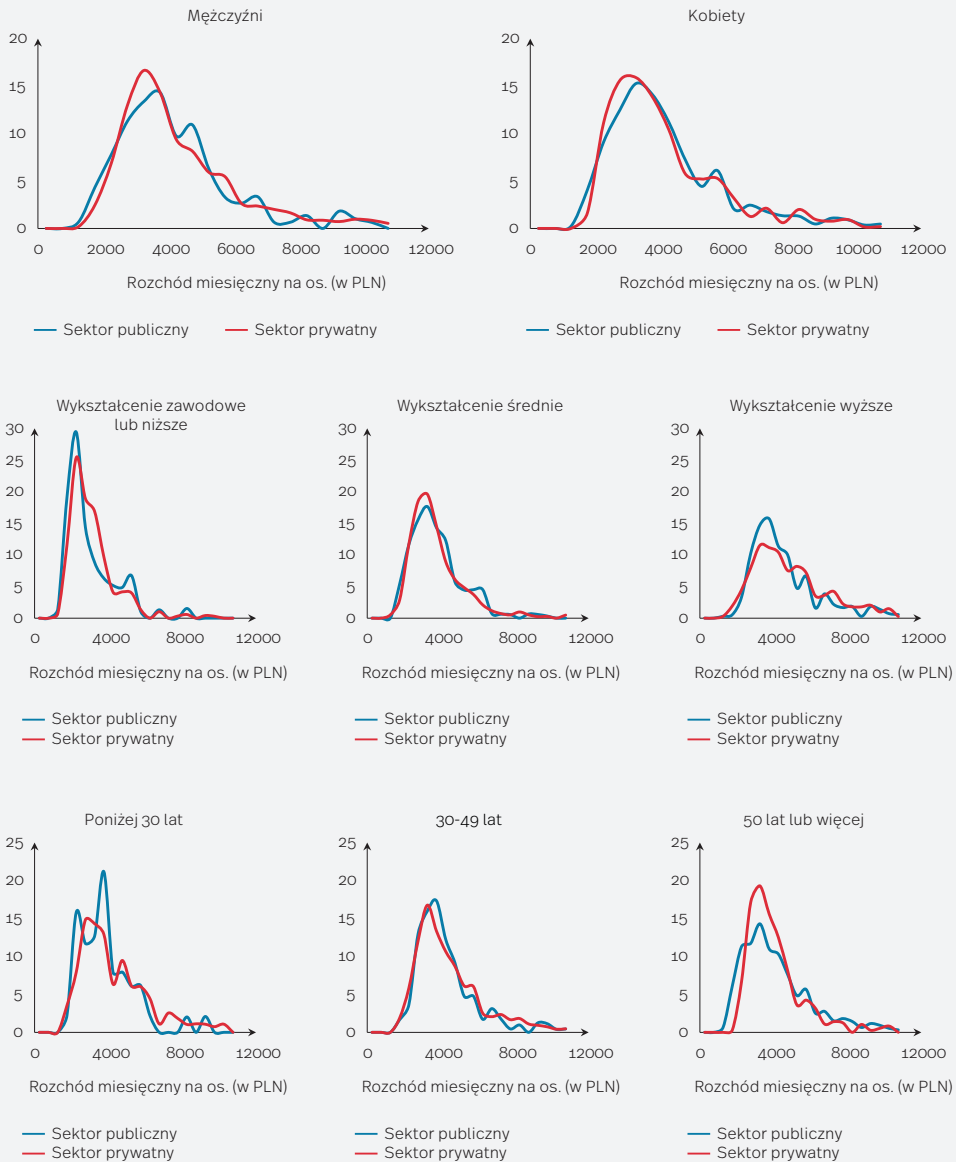 Mężczyźni
20
15
10
5
0
0 2000 4000 6000 8000 10000 12000
Rozchód miesięczny na os. (w PLN)
Sektor publiczny Sektor prywatny
Kobiety
20
15
10
5
0
0 2000 4000 6000 8000 10000 12000
Rozchód miesięczny na os. (w PLN)
Sektor publiczny Sektor prywatny
Wykształcenie zawodowe
lub niższe
30
25
20
15
10
5
0
0 4000 8000 12000
Rozchód miesięczny na os. (w PLN)
Sektor publiczny
Sektor prywatny
Wykształcenie średnie
30
25
20
15
10
5
0
0 4000 8000 12000
Rozchód miesięczny na os. (w PLN)
Sektor publiczny
Sektor prywatny
Wykształcenie wyższe
30
25
20
15
10
5
0
0 4000 8000 12000
Rozchód miesięczny na os. (w PLN)
Sektor publiczny
Sektor prywatny
Poniżej 30 lat
25
20
15
10
5
0
0 4000 8000 12000
Rozchód miesięczny na os. (w PLN)
Sektor publiczny
Sektor prywatny
30-49 lat
25
20
15
10
5
0
0 4000 8000 12000
Rozchód miesięczny na os. (w PLN)
Sektor publiczny
Sektor prywatny
50 lat lub więcej
25
20
15
10
5
0
0 4000 8000 12000
Rozchód miesięczny na os. (w PLN)
Sektor publiczny
Sektor prywatny